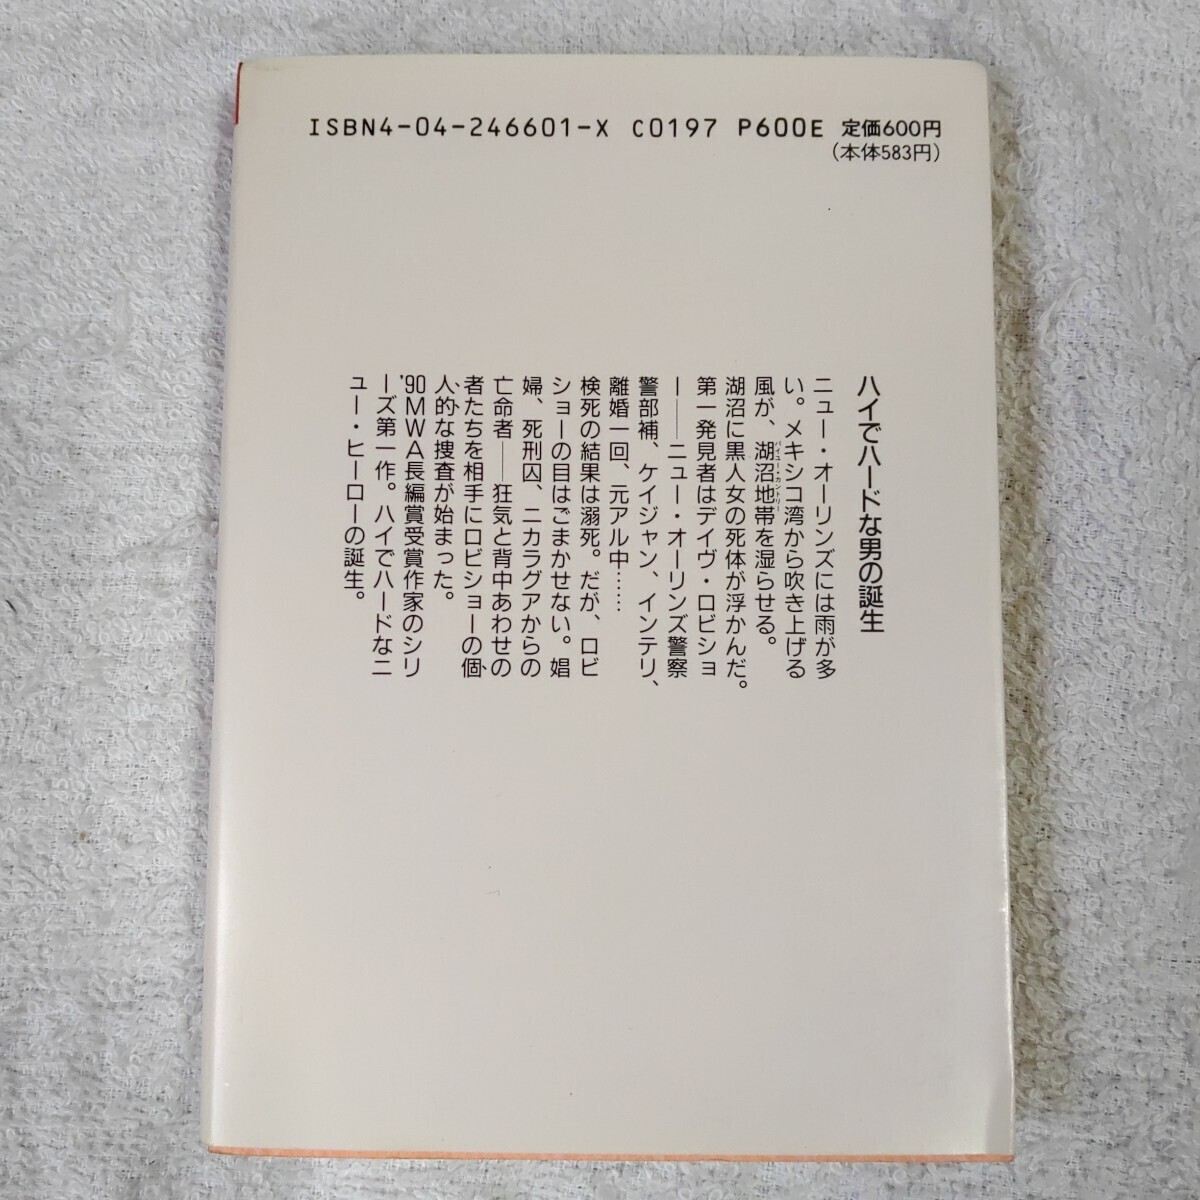 ISBN4-04-246601-X C0197 P600E 定価600円
(本体583円)
ハイでハードな男の誕生
ニュー・オーリンズには雨が多
い。メキシコ湾から吹き上げる
風が、湖沼地帯を湿らせる。
バイユー・カントリー
湖沼に黒人女の死体が浮かんだ。
第一発見者はデイヴ・ロビショ
ー――ニュー・オーリンズ警察
警部補、ケイジャン、インテリ、
離婚一回、元アル中……
検死の結果は溺死。だが、ロビ
ショーの目はごまかせない。娼
婦、死刑囚、ニカラグアからの
亡命者――狂気と背中あわせの
者たちを相手にロビショーの個
人的な捜査が始まった。
'90MWA長編賞受賞作家のシリ
ーズ第一作。ハイでハードなニ
ュー・ヒーローの誕生。